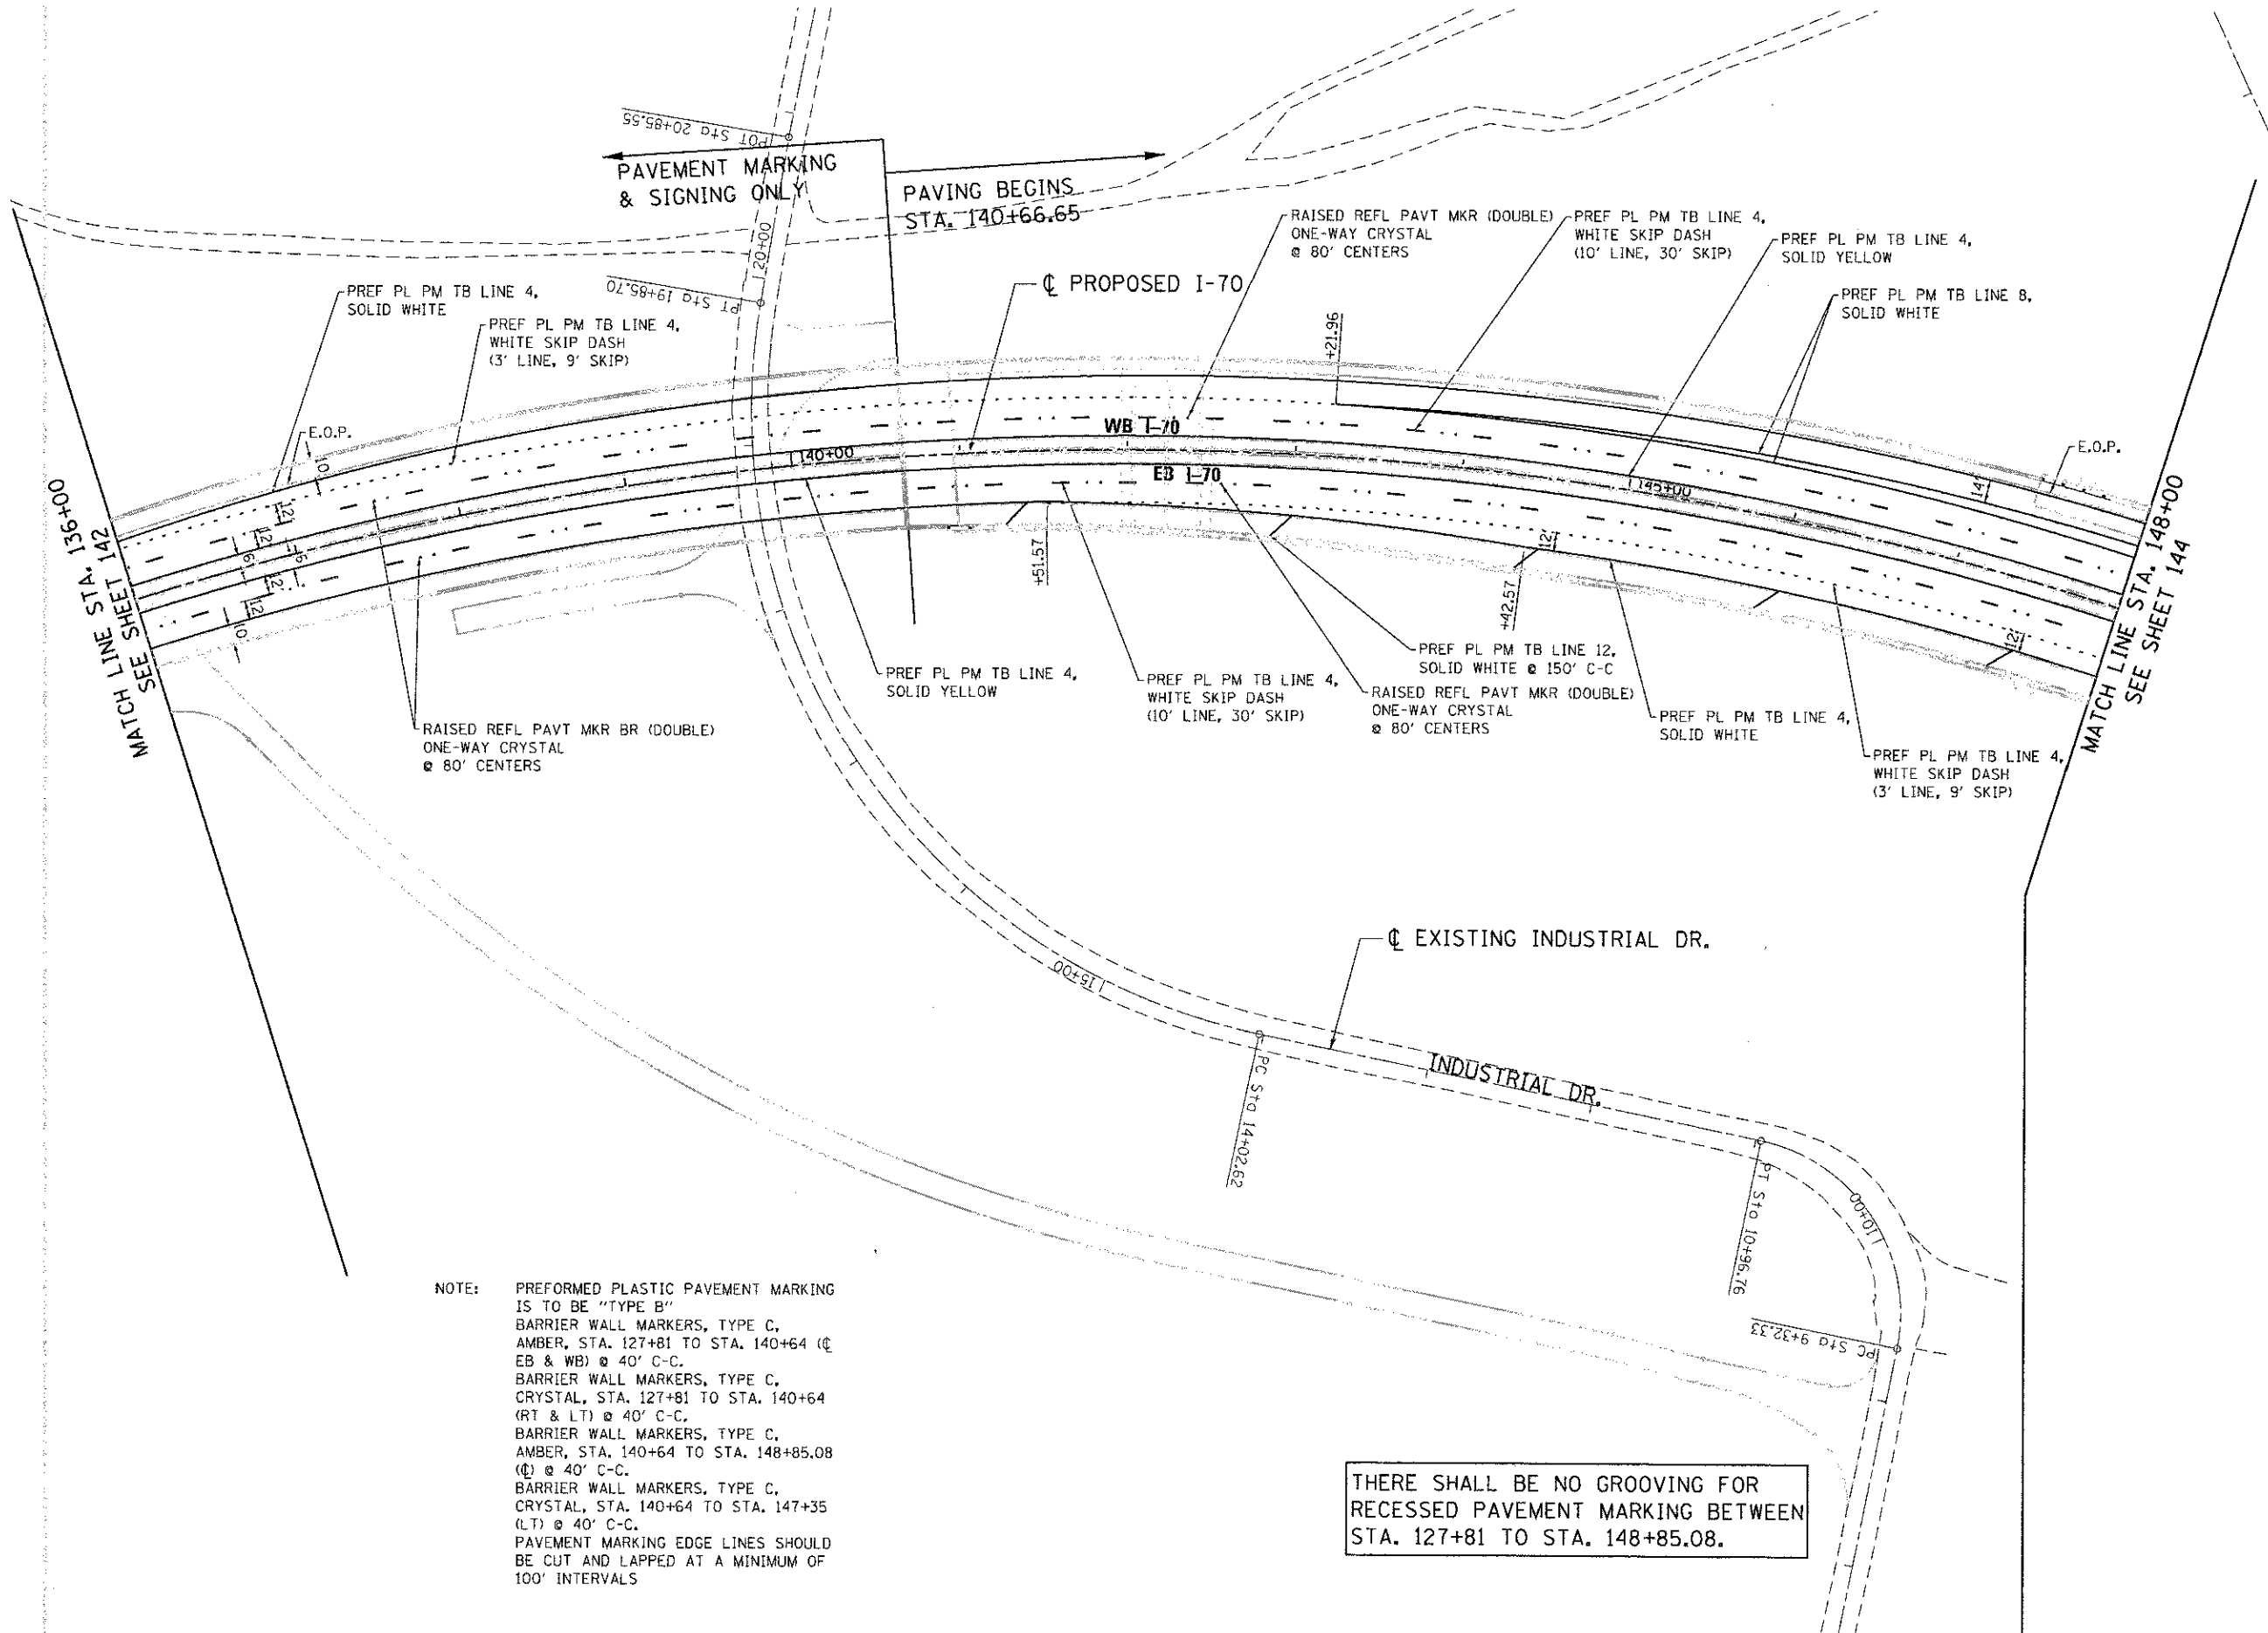 POT Sta 20+85.55
PAVEMENT MARKING
& SIGNING ONLY
PAVING BEGINS
STA. 140+66.65
20+00
PT Sta 19+85.70
℄ PROPOSED I-70
RAISED REFL PAVT MKR (DOUBLE)
ONE-WAY CRYSTAL
@ 80' CENTERS
PREF PL PM TB LINE 4,
WHITE SKIP DASH
(10' LINE, 30' SKIP)
PREF PL PM TB LINE 4,
SOLID YELLOW
PREF PL PM TB LINE 8,
SOLID WHITE
PREF PL PM TB LINE 4,
SOLID WHITE
PREF PL PM TB LINE 4,
WHITE SKIP DASH
(3' LINE, 9' SKIP)
+21.96
E.O.P.
E.O.P.
WB I-70
EB I-70
140+00
145+00
10'
12'
12'
6'
6'
12'
12'
10'
14'
12'
12'
MATCH LINE STA. 136+00
SEE SHEET 142
MATCH LINE STA. 148+00
SEE SHEET 144
+51.57
+42.57
RAISED REFL PAVT MKR BR (DOUBLE)
ONE-WAY CRYSTAL
@ 80' CENTERS
PREF PL PM TB LINE 4,
SOLID YELLOW
PREF PL PM TB LINE 4,
WHITE SKIP DASH
(10' LINE, 30' SKIP)
PREF PL PM TB LINE 12,
SOLID WHITE @ 150' C-C
RAISED REFL PAVT MKR (DOUBLE)
ONE-WAY CRYSTAL
@ 80' CENTERS
PREF PL PM TB LINE 4,
SOLID WHITE
PREF PL PM TB LINE 4,
WHITE SKIP DASH
(3' LINE, 9' SKIP)
℄ EXISTING INDUSTRIAL DR.
15+00
PC Sta 14+02.62
INDUSTRIAL DR.
PT Sta 10+96.76
10+00
PC Sta 9+32.33
NOTE: PREFORMED PLASTIC PAVEMENT MARKING
IS TO BE "TYPE B"
BARRIER WALL MARKERS, TYPE C,
AMBER, STA. 127+81 TO STA. 140+64 (℄
EB & WB) @ 40' C-C.
BARRIER WALL MARKERS, TYPE C,
CRYSTAL, STA. 127+81 TO STA. 140+64
(RT & LT) @ 40' C-C.
BARRIER WALL MARKERS, TYPE C,
AMBER, STA. 140+64 TO STA. 148+85.08
(℄) @ 40' C-C.
BARRIER WALL MARKERS, TYPE C,
CRYSTAL, STA. 140+64 TO STA. 147+35
(LT) @ 40' C-C.
PAVEMENT MARKING EDGE LINES SHOULD
BE CUT AND LAPPED AT A MINIMUM OF
100' INTERVALS
THERE SHALL BE NO GROOVING FOR
RECESSED PAVEMENT MARKING BETWEEN
STA. 127+81 TO STA. 148+85.08.